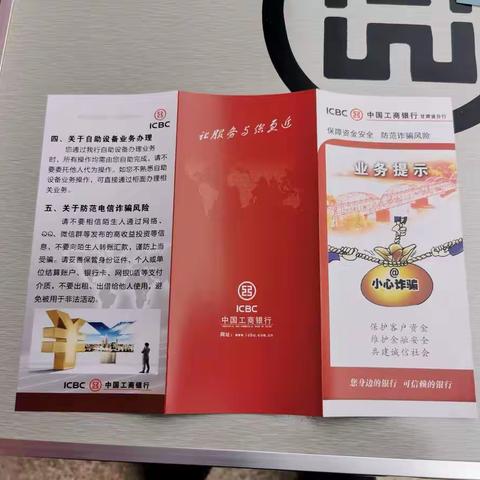 ICBC
四、关于自助设备业务办理
您通过我行自助设备办理业务
时,所有操作均需由您自助完成,请不
要委托他人代为操作。如您不熟悉自助
设备业务操作,可直接通过柜面办理相
关业务。
五、关于防范电信诈骗风险
请不要相信陌生人通过网络、
QQ、微信群等发布的高收益投资等信
息,不要向陌生人转账汇款,谨防上当
受骗。请妥善保管身份证件、个人或单
位结算账户、银行卡、网银U盾等支付
介质,不要出租、出借给他人使用,避
免被用于非法活动。
ICBC 中国工商银行
让服务与你更近
ICBC
中国工商银行
网址:www.icbc.com.cn
ICBC 中国工商银行 甘肃省分行
保障资金安全 防范诈骗风险
业务提示
@
小心诈骗
保护客户资金
维护金融安全
共建诚信社会
您身边的银行 可信赖的银行